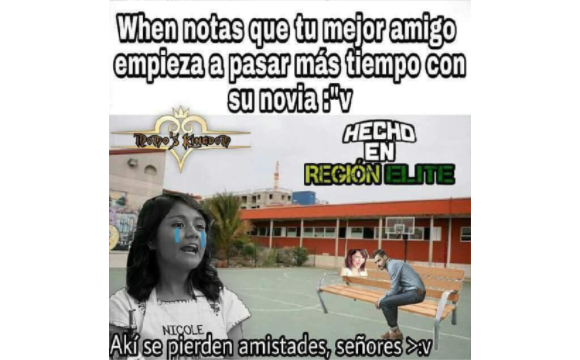 When notas que tu mejor amigo
empieza a pasar más tiempo con
su novia :"v
HECHO
EN
REGIÓN ELITE
NICOLE
Akí se pierden amistades, señores >:v